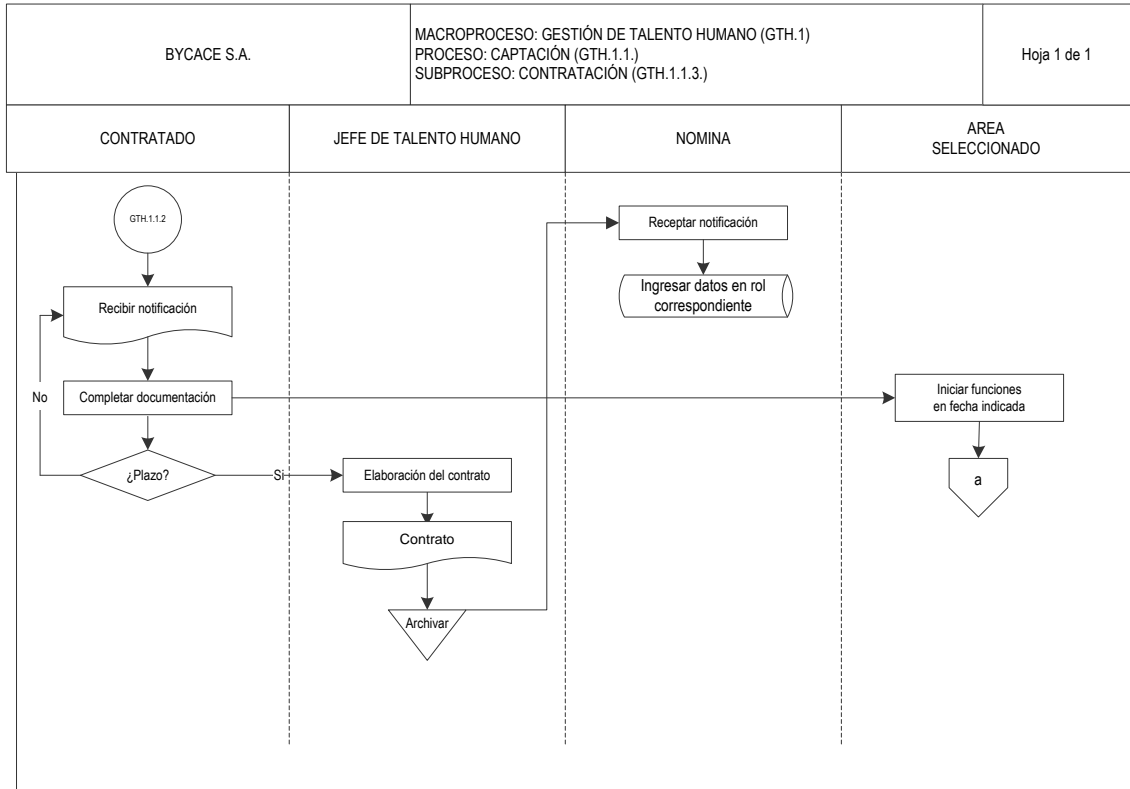 BYCACE S.A.
MACROPROCESO: GESTIÓN DE TALENTO HUMANO (GTH.1)
PROCESO: CAPTACIÓN (GTH.1.1.)
SUBPROCESO: CONTRATACIÓN (GTH.1.1.3.)
Hoja 1 de 1
CONTRATADO
JEFE DE TALENTO HUMANO
NOMINA
AREA
SELECCIONADO
GTH.1.1.2
Receptar notificación
Recibir notificación
Ingresar datos en rol
correspondiente
No
Completar documentación
Iniciar funciones
en fecha indicada
¿Plazo?
Si
Elaboración del contrato
a
Contrato
Archivar